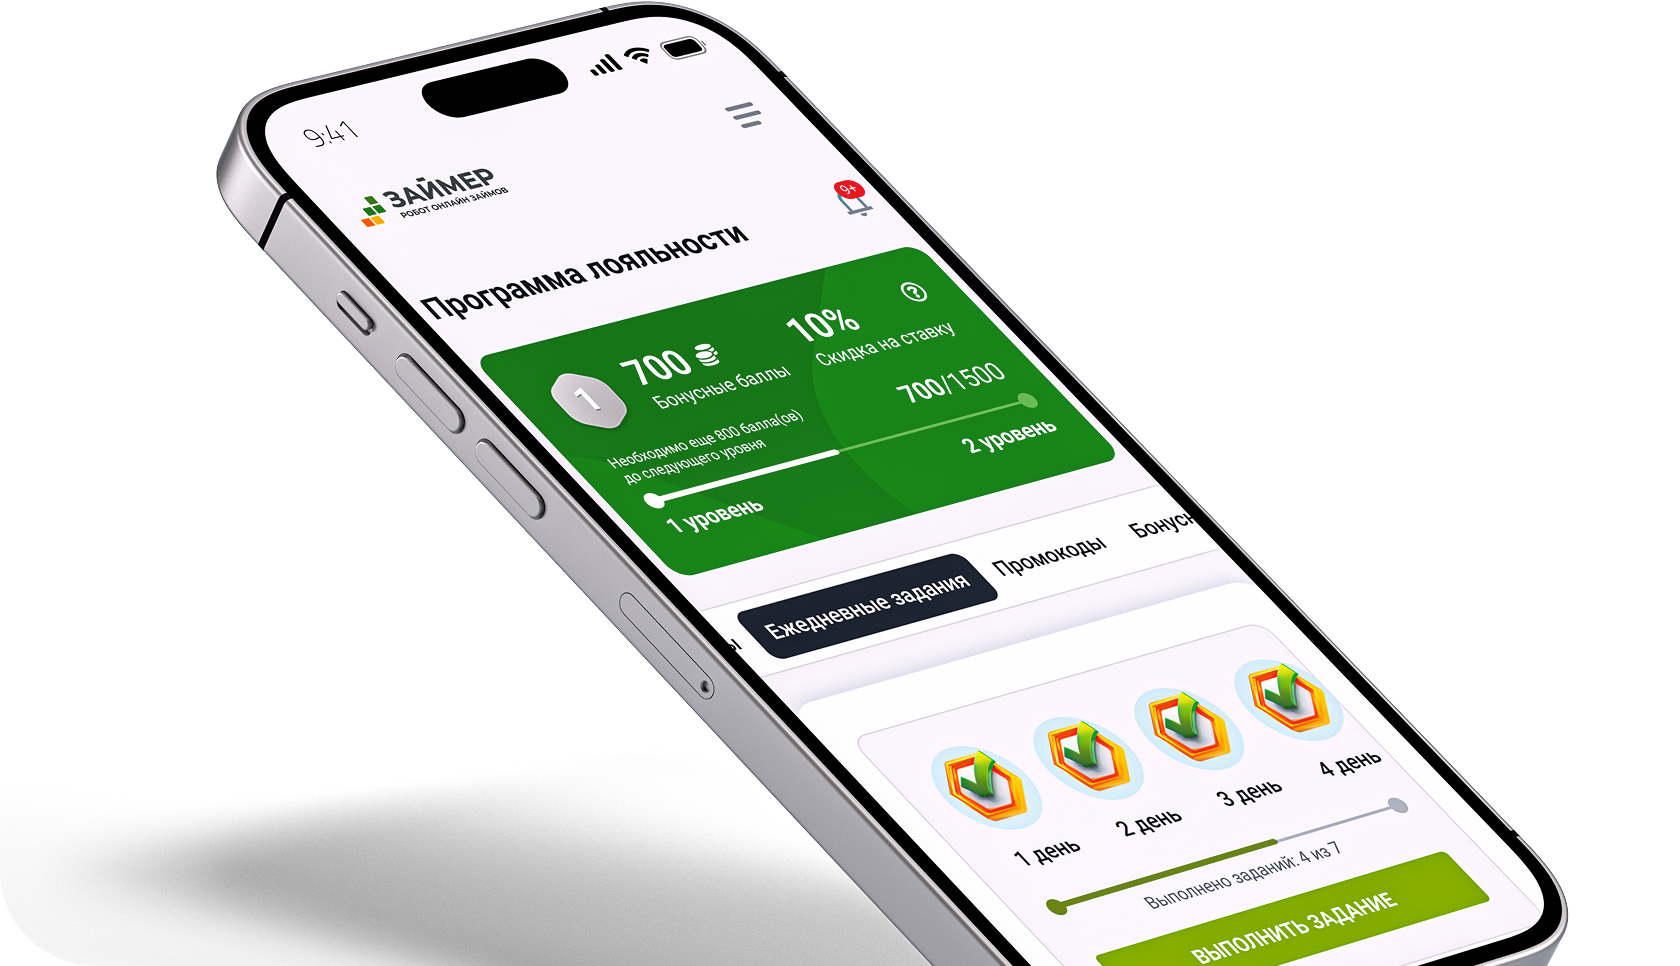 9:41
ЗАЙМЕР
РОБОТ ОНЛАЙН ЗАЙМОВ
9+
Программа лояльности
1
700
Бонусные баллы
10%
Скидка на ставку
?
Необходимо еще 800 балла(ов)
до следующего уровня
700/1500
1 уровень
2 уровень
ы
Ежедневные задания
Промокоды
Бонусн
1 день
2 день
3 день
4 день
Выполнено заданий: 4 из 7
ВЫПОЛНИТЬ ЗАДАНИЕ